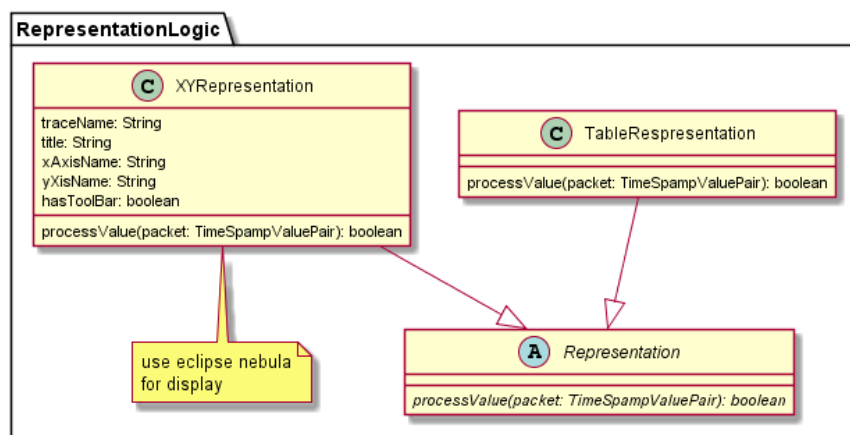 RepresentationLogic
C XYRepresentation
traceName: String
title: String
xAxisName: String
yXisName: String
hasToolBar: boolean
processValue(packet: TimeSpampValuePair): boolean
C TableRespresentation
processValue(packet: TimeSpampValuePair): boolean
use eclipse nebula
for display
A Representation
processValue(packet: TimeSpampValuePair): boolean